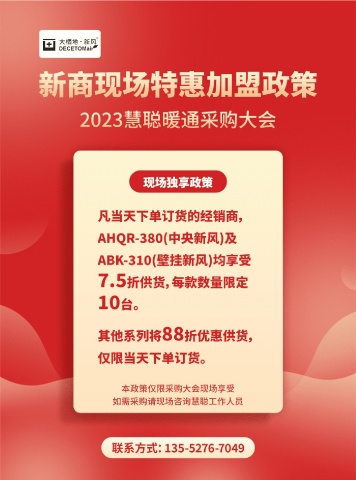 大櫻地·新风
DECETOMair
新商现场特惠加盟政策
2023慧聪暖通采购大会
现场独享政策
凡当天下单订货的经销商，
AHQR-380(中央新风)及
ABK-310(壁挂新风)均享受
7.5折供货，每款数量限定
10台。
其他系列将88折优惠供货，
仅限当天下单订货。
本政策仅限采购大会现场享受
如需采购请现场咨询慧聪工作人员
联系方式：135-5276-7049